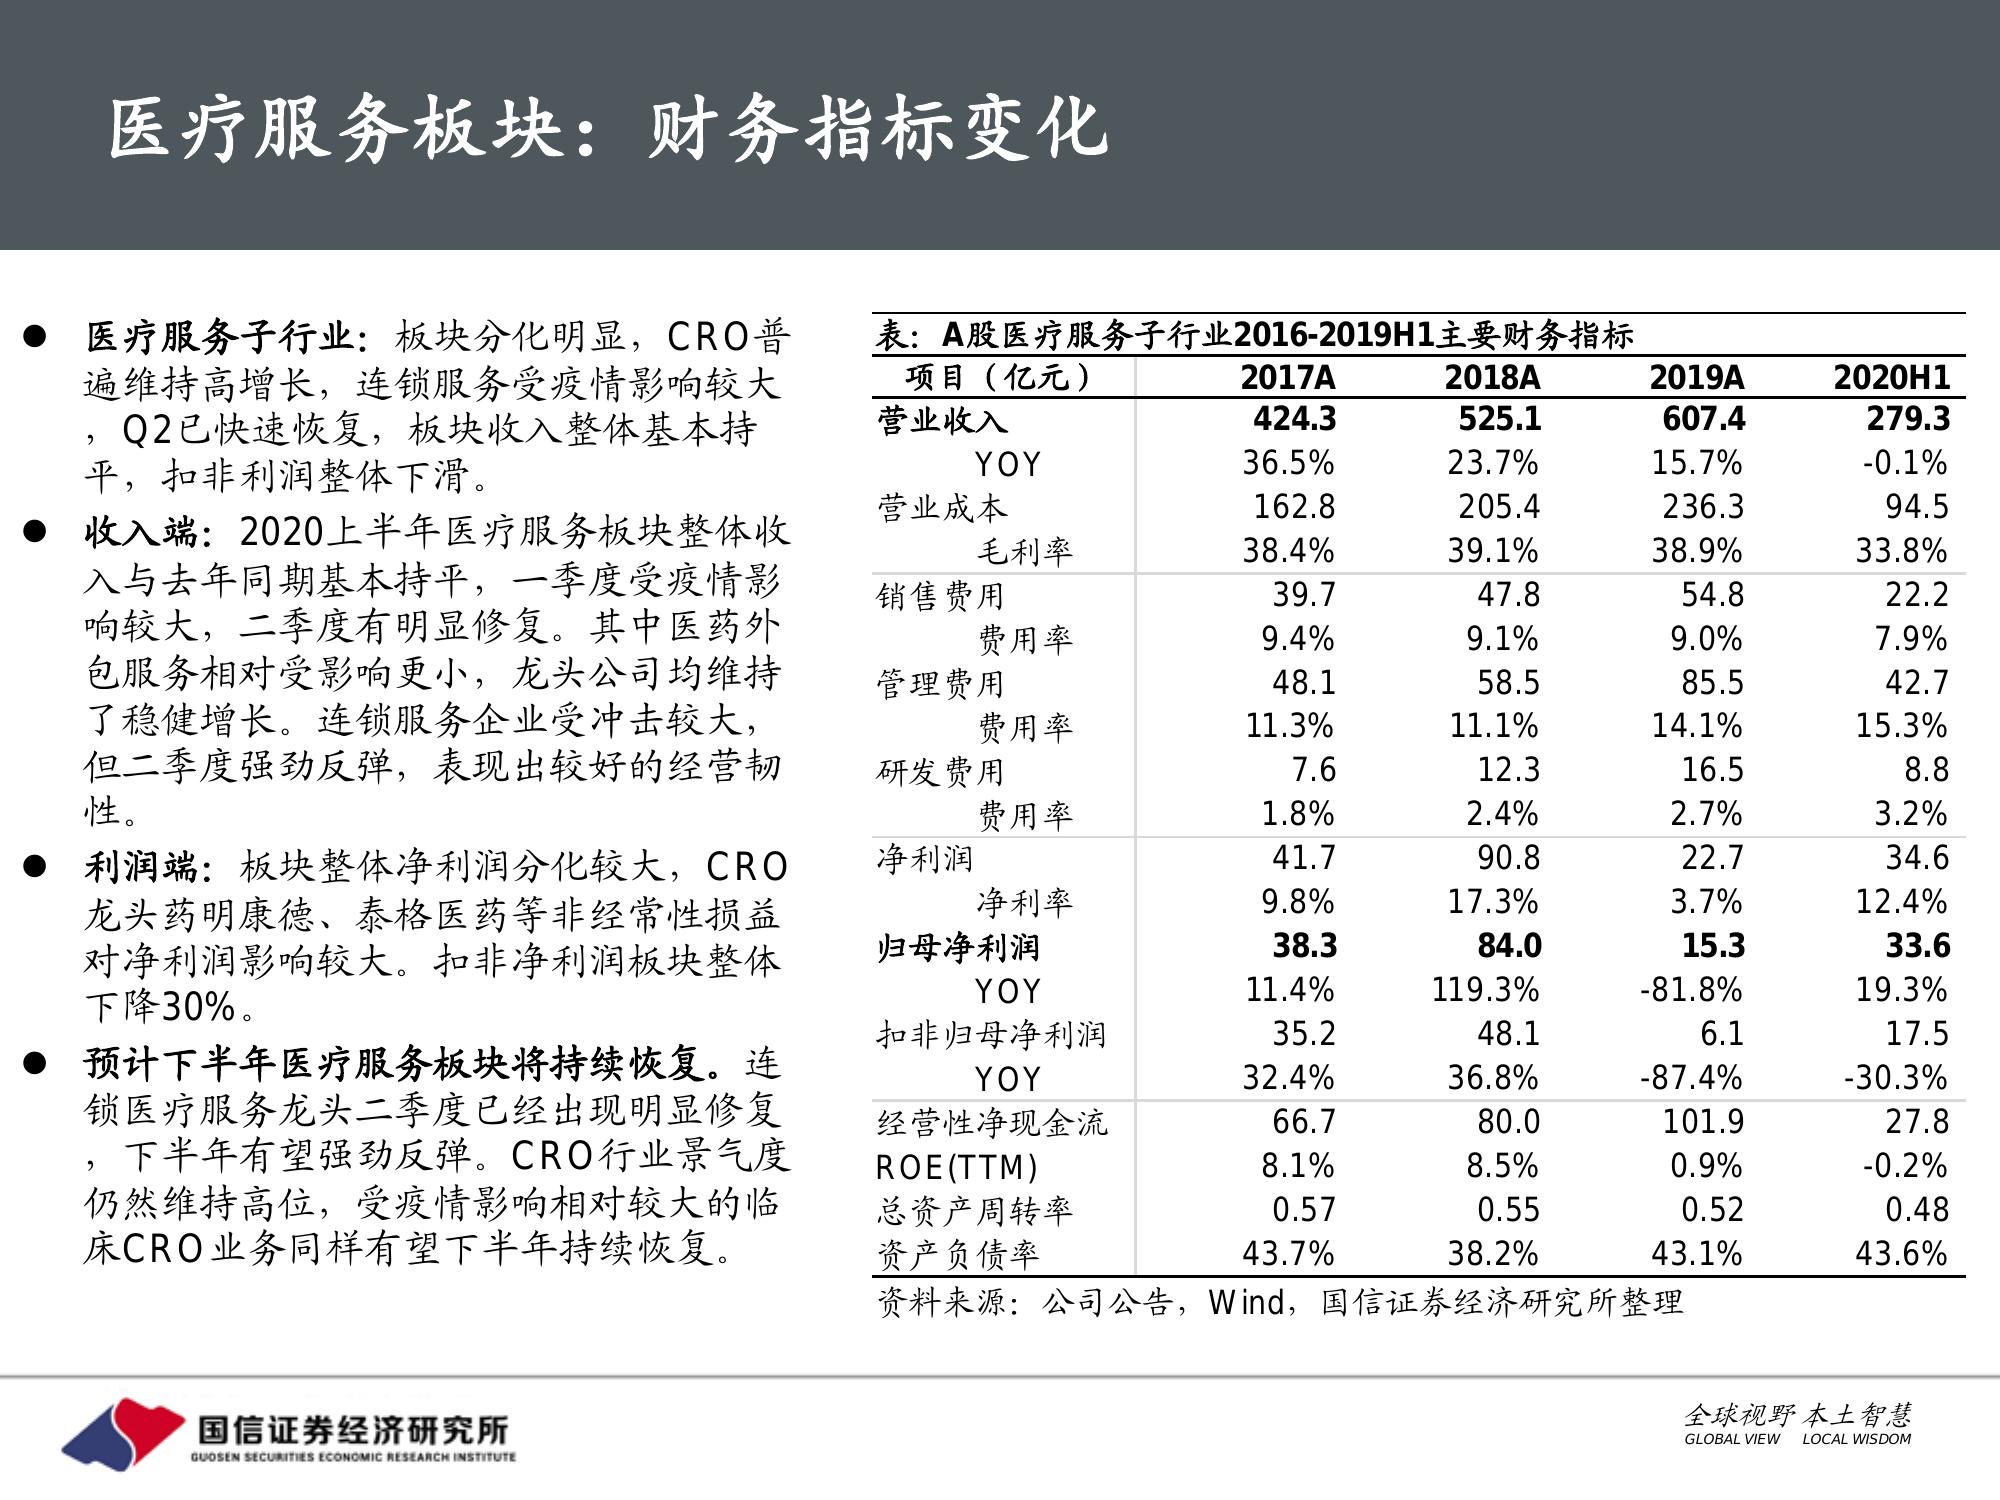 医疗服务板块：财务指标变化
● 医疗服务子行业：板块分化明显，CRO普
遍维持高增长，连锁服务受疫情影响较大
，Q2已快速恢复，板块收入整体基本持
平，扣非利润整体下滑。
● 收入端：2020上半年医疗服务板块整体收
入与去年同期基本持平，一季度受疫情影
响较大，二季度有明显修复。其中医药外
包服务相对受影响更小，龙头公司均维持
了稳健增长。连锁服务企业受冲击较大，
但二季度强劲反弹，表现出较好的经营韧
性。
● 利润端：板块整体净利润分化较大，CRO
龙头药明康德、泰格医药等非经常性损益
对净利润影响较大。扣非净利润板块整体
下降30%。
● 预计下半年医疗服务板块将持续恢复。连
锁医疗服务龙头二季度已经出现明显修复
，下半年有望强劲反弹。CRO行业景气度
仍然维持高位，受疫情影响相对较大的临
床CRO业务同样有望下半年持续恢复。
表：A股医疗服务子行业2016-2019H1主要财务指标
项目（亿元） 2017A 2018A 2019A 2020H1
营业收入 424.3 525.1 607.4 279.3
YOY 36.5% 23.7% 15.7% -0.1%
营业成本 162.8 205.4 236.3 94.5
毛利率 38.4% 39.1% 38.9% 33.8%
销售费用 39.7 47.8 54.8 22.2
费用率 9.4% 9.1% 9.0% 7.9%
管理费用 48.1 58.5 85.5 42.7
费用率 11.3% 11.1% 14.1% 15.3%
研发费用 7.6 12.3 16.5 8.8
费用率 1.8% 2.4% 2.7% 3.2%
净利润 41.7 90.8 22.7 34.6
净利率 9.8% 17.3% 3.7% 12.4%
归母净利润 38.3 84.0 15.3 33.6
YOY 11.4% 119.3% -81.8% 19.3%
扣非归母净利润 35.2 48.1 6.1 17.5
YOY 32.4% 36.8% -87.4% -30.3%
经营性净现金流 66.7 80.0 101.9 27.8
ROE(TTM) 8.1% 8.5% 0.9% -0.2%
总资产周转率 0.57 0.55 0.52 0.48
资产负债率 43.7% 38.2% 43.1% 43.6%
资料来源：公司公告，Wind，国信证券经济研究所整理
国信证券经济研究所
GUOSEN SECURITIES ECONOMIC RESEARCH INSTITUTE
全球视野 本土智慧
GLOBAL VIEW LOCAL WISDOM